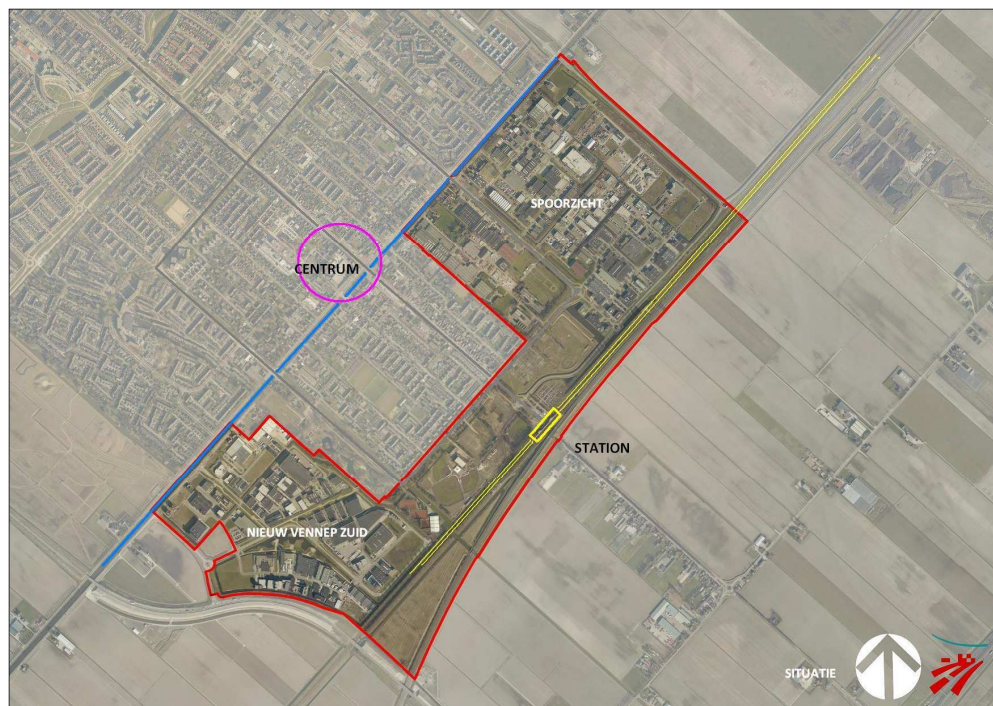 SPOORZICHT
CENTRUM
STATION
NIEUW VENNEP ZUID
SITUATIE